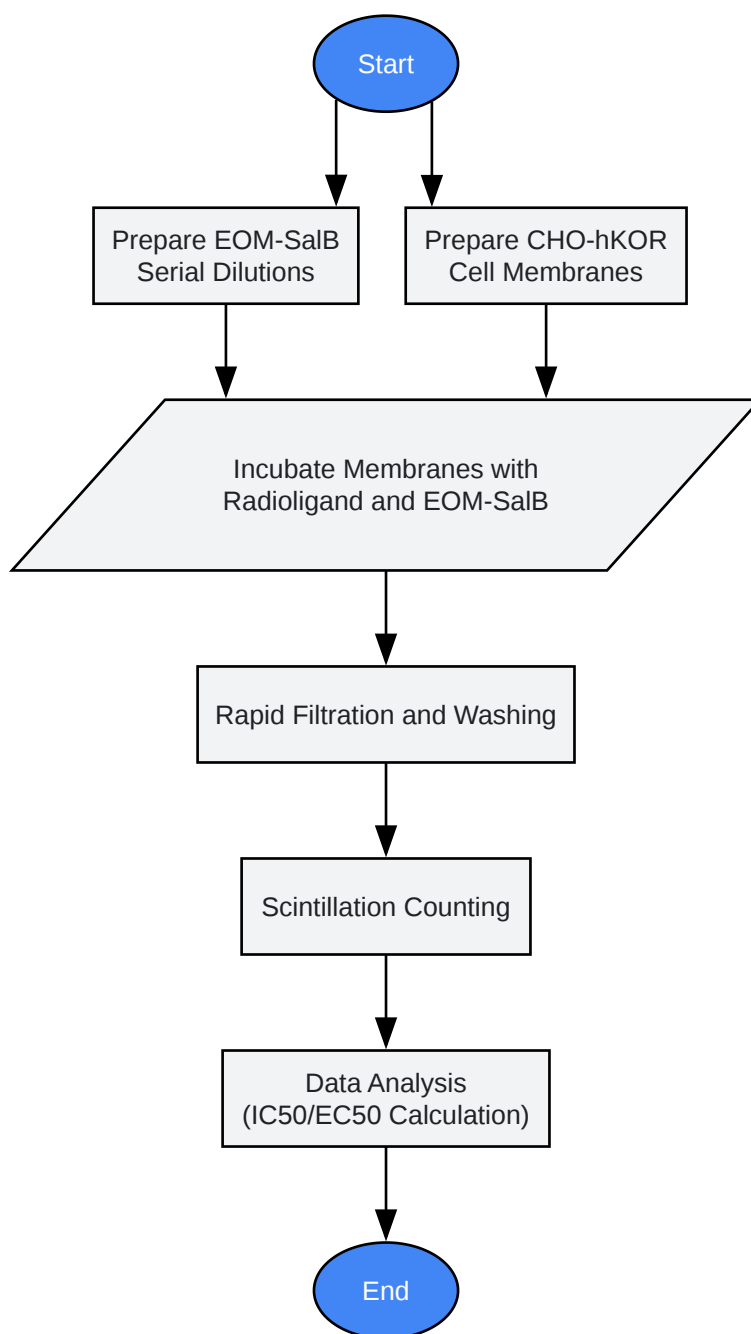 Start
Prepare EOM-SalB
Serial Dilutions
Prepare CHO-hKOR
Cell Membranes
Incubate Membranes with
Radioligand and EOM-SalB
Rapid Filtration and Washing
Scintillation Counting
Data Analysis
(IC50/EC50 Calculation)
End